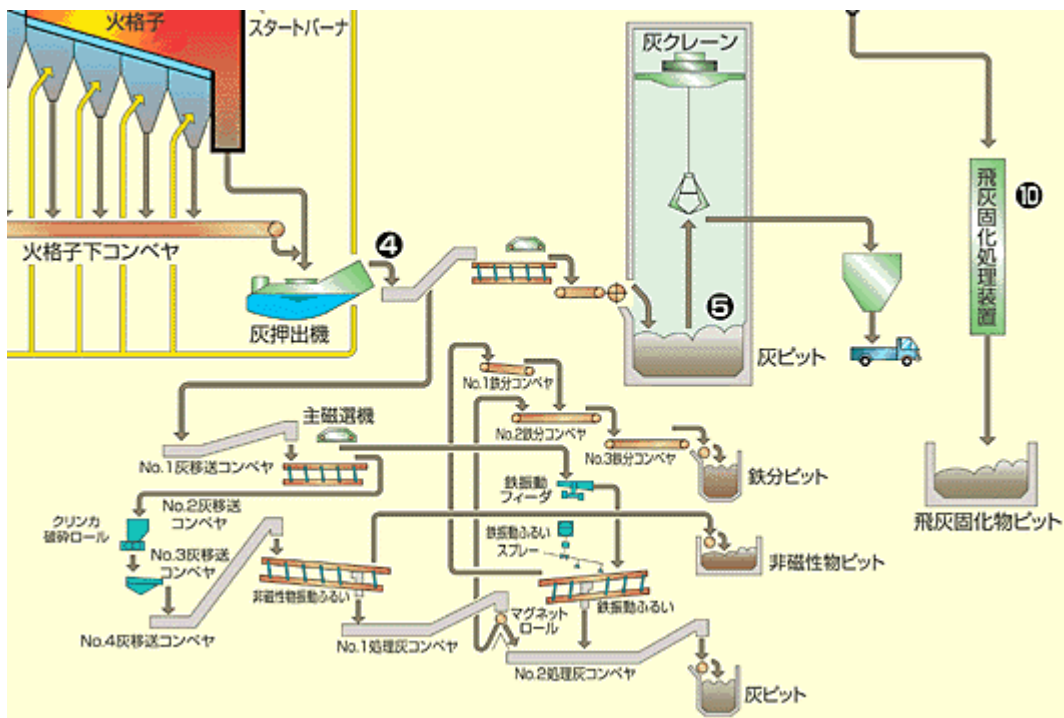 火格子
スタートバーナ
灰クレーン
❿
飛灰固化処理装置
❹
火格子下コンベヤ
灰押出機
❺
灰ピット
No.1鉄分コンベヤ
主磁選機
No.2鉄分コンベヤ
No.3鉄分コンベヤ
No.1灰移送コンベヤ
鉄分ピット
鉄振動
フィーダ
No.2灰移送
コンベヤ
飛灰固化物ピット
クリンカ
破砕ロール
鉄振動ふるい
スプレー
No.3灰移送
コンベヤ
非磁性物ピット
非磁性物振動ふるい
マグネット
ロール
鉄振動ふるい
No.4灰移送コンベヤ
No.1処理灰コンベヤ
No.2処理灰コンベヤ
灰ピット